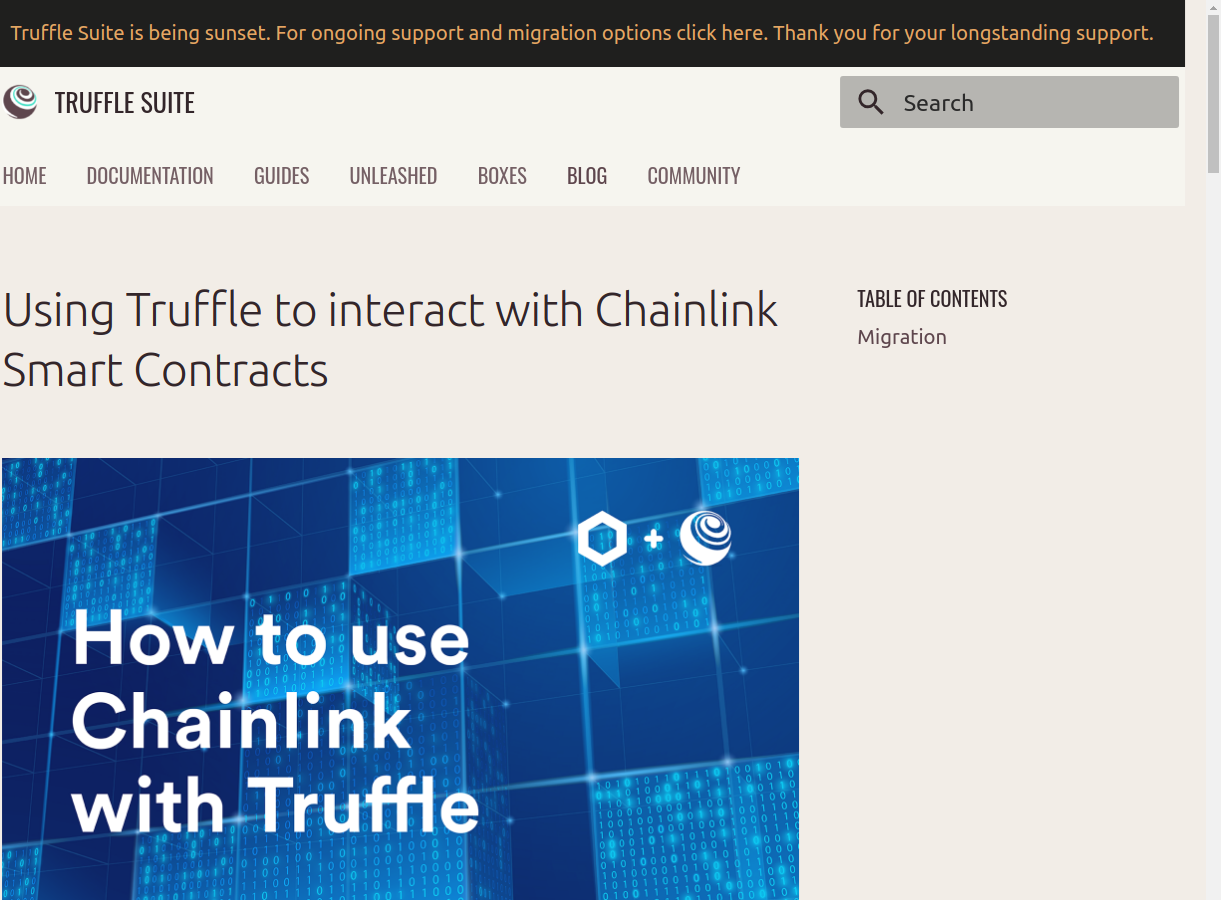 Truffle Suite is being sunset. For ongoing support and migration options click here. Thank you for your longstanding support.
TRUFFLE SUITE
Search
HOME DOCUMENTATION GUIDES UNLEASHED BOXES BLOG COMMUNITY
Using Truffle to interact with Chainlink
Smart Contracts
TABLE OF CONTENTS
Migration
How to use
Chainlink
with Truffle